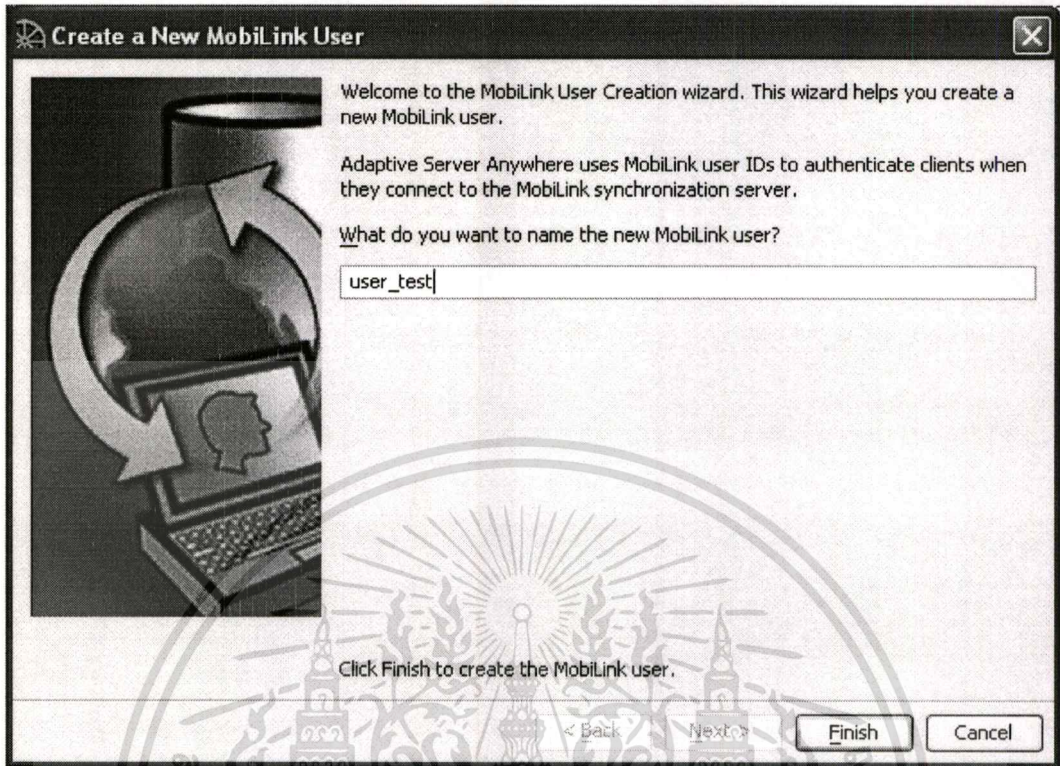 Create a New MobiLink User
Welcome to the MobiLink User Creation wizard. This wizard helps you create a
new MobiLink user.
Adaptive Server Anywhere uses MobiLink user IDs to authenticate clients when
they connect to the MobiLink synchronization server.
What do you want to name the new MobiLink user?
user_test
Click Finish to create the MobiLink user.
< Back Next > Finish Cancel